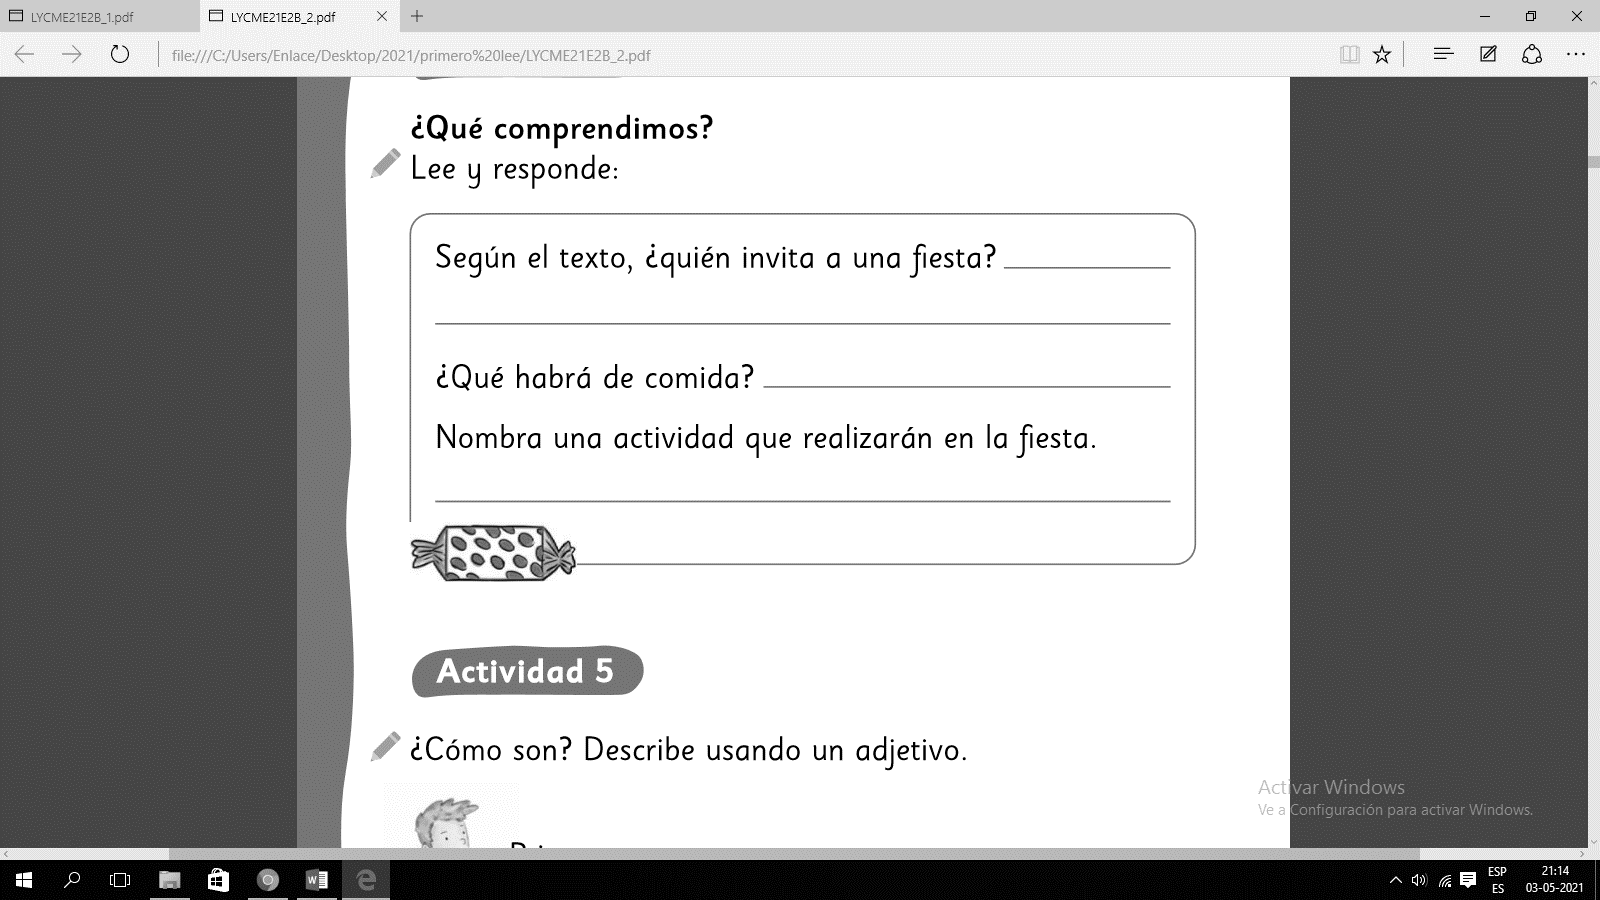 LYCME21E2B_1.pdf
LYCME21E2B_2.pdf
file:///C:/Users/Enlace/Desktop/2021/primero%20lee/LYCME21E2B_2.pdf
¿Qué comprendimos?
Lee y responde:
Según el texto, ¿quién invita a una fiesta?
¿Qué habrá de comida?
Nombra una actividad que realizarán en la fiesta.
Actividad 5
¿Cómo son? Describe usando un adjetivo.
Activar Windows
Ve a Configuración para activar Windows.
ESP
ES
21:14
03-05-2021